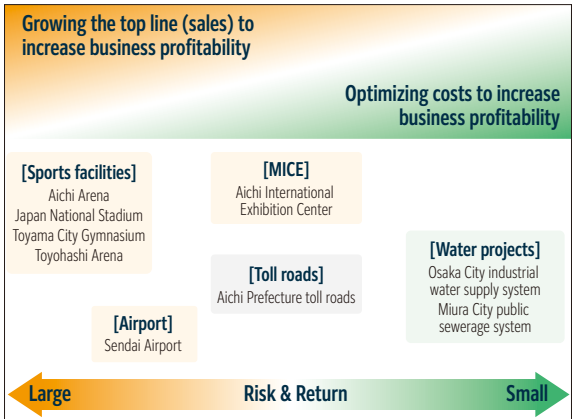 Growing the top line (sales) to
increase business profitability
Optimizing costs to increase
business profitability
[Sports facilities]
Aichi Arena
Japan National Stadium
Toyama City Gymnasium
Toyohashi Arena
[MICE]
Aichi International
Exhibition Center
[Toll roads]
Aichi Prefecture toll roads
[Airport]
Sendai Airport
[Water projects]
Osaka City industrial
water supply system
Miura City public
sewerage system
Large
Risk & Return
Small